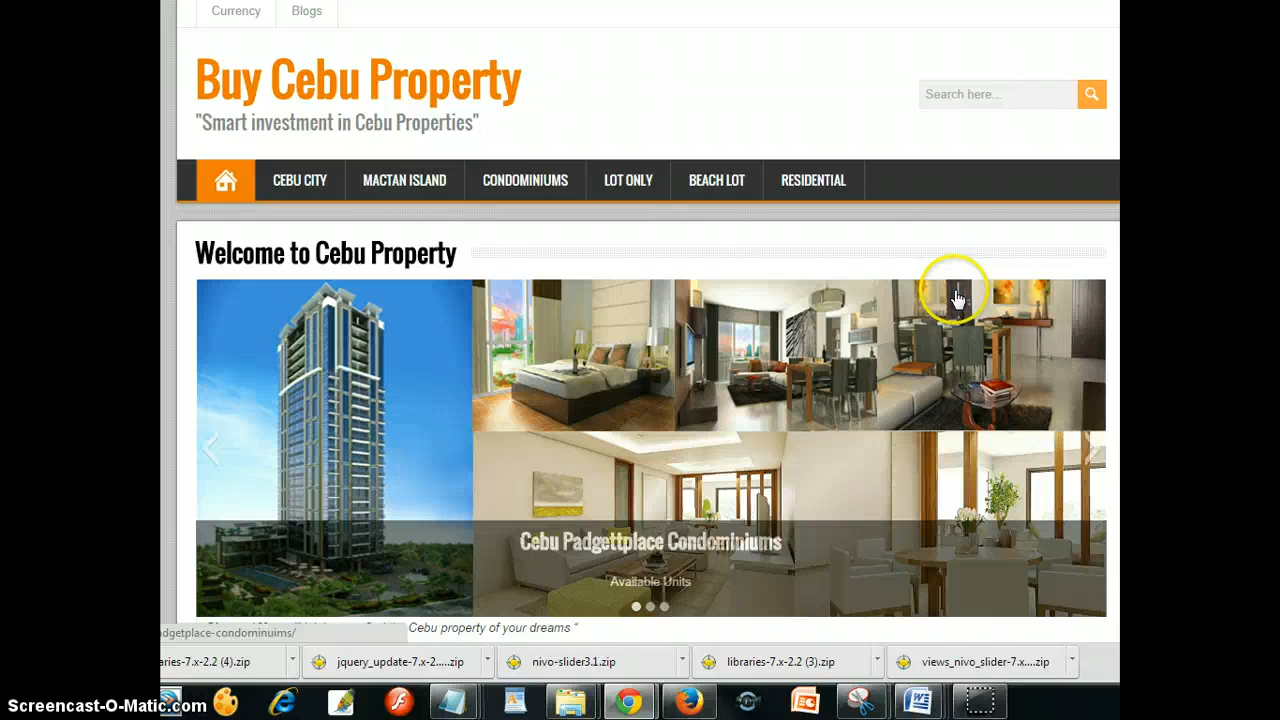 Currency Blogs
Buy Cebu Property
"Smart investment in Cebu Properties"
Search here...
CEBU CITY MACTAN ISLAND CONDOMINIUMS LOT ONLY BEACH LOT RESIDENTIAL
Welcome to Cebu Property
Cebu Padgettplace Condominiums
Available Units
Cebu property of your dreams "
dgetplace-condominuims/
aries-7.x-2.2 (4).zip jquery_update-7.x-2.....zip nivo-slider3.1.zip libraries-7.x-2.2 (3).zip views_nivo_slider-7.x....zip
Screencast-O-Matic.com